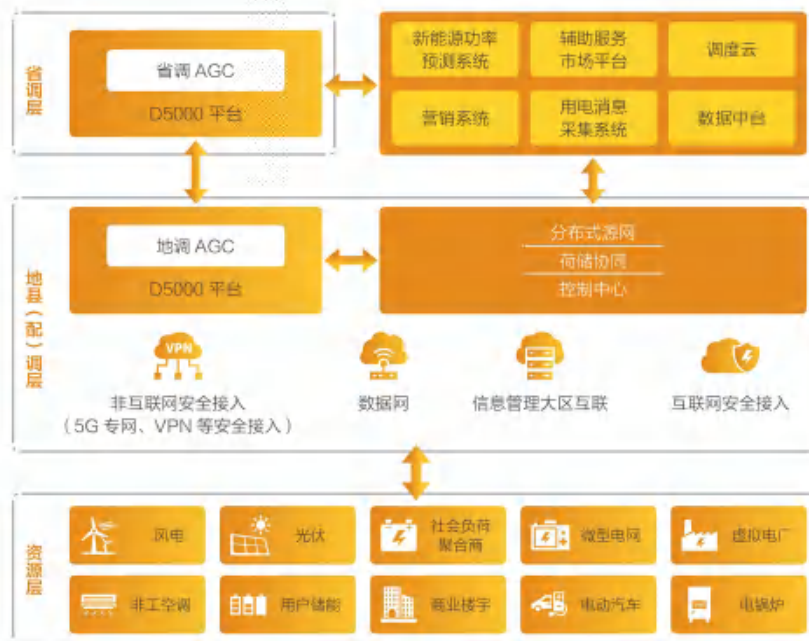 省调层
省调 AGC
D5000 平台
新能源功率
预测系统
辅助服务
市场平台
调度云
营销系统
用电消息
采集系统
数据中台
地县（配）调层
地调 AGC
D5000 平台
分布式源网
荷储协同
控制中心
VPN
非互联网安全接入
（5G 专网、VPN 等安全接入）
数据网
信息管理大区互联
互联网安全接入
资源层
风电
光伏
社会负荷
聚合商
微型电网
虚拟电厂
非工空调
用户储能
商业楼宇
电动汽车
电锅炉